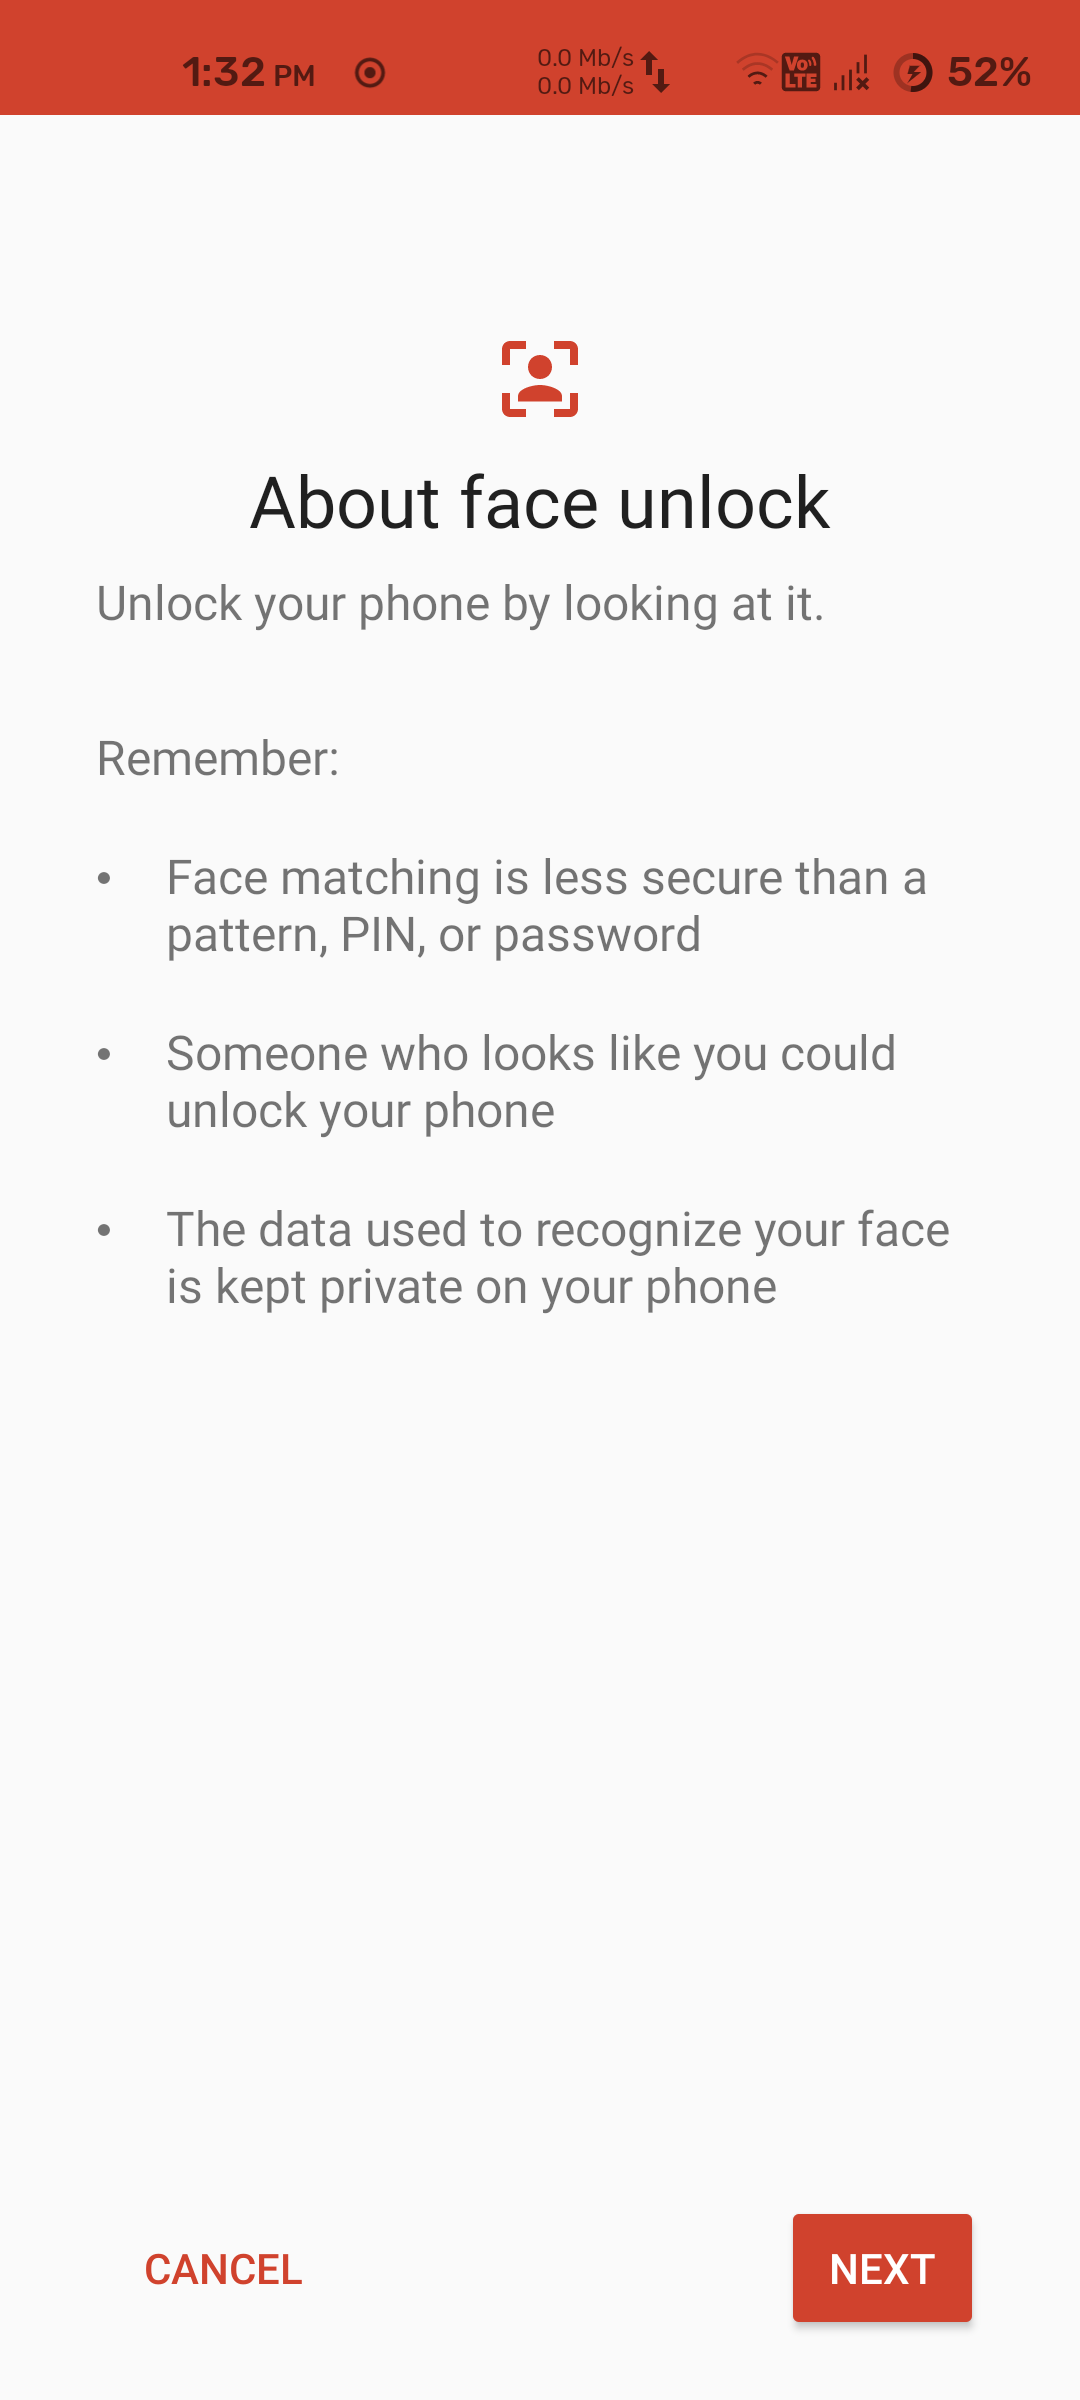 1:32 PM
0.0 Mb/s
0.0 Mb/s
Vo LTE
52%
About face unlock
Unlock your phone by looking at it.
Remember:
• Face matching is less secure than a
pattern, PIN, or password
• Someone who looks like you could
unlock your phone
• The data used to recognize your face
is kept private on your phone
CANCEL
NEXT